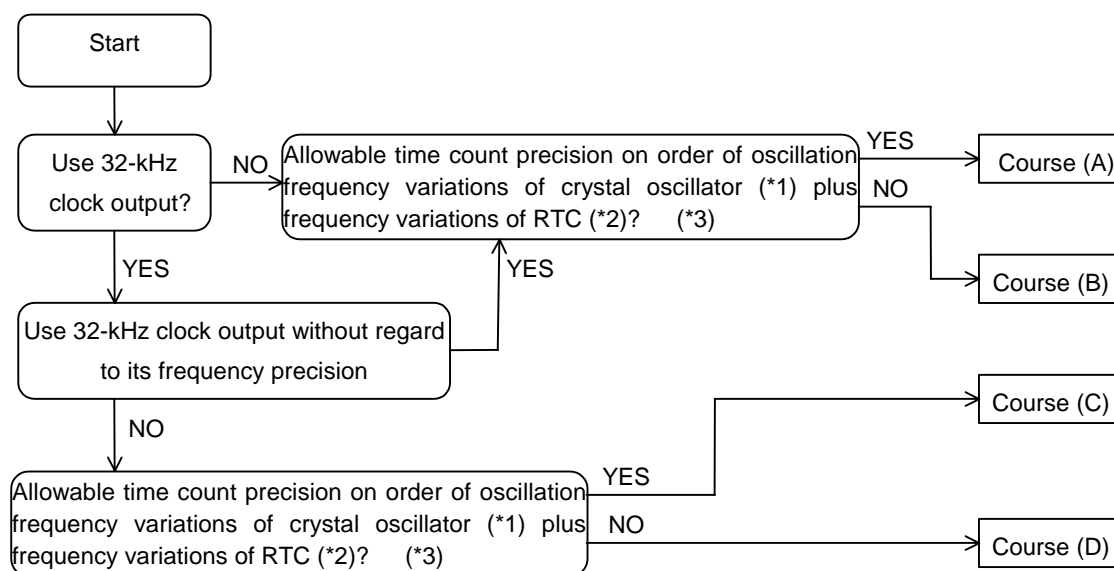 Start
Use 32-kHz
clock output?
NO
Allowable time count precision on order of oscillation
frequency variations of crystal oscillator (*1) plus
frequency variations of RTC (*2)? (*3)
YES
Course (A)
NO
YES
YES
Course (B)
Use 32-kHz clock output without regard
to its frequency precision
Course (C)
NO
Allowable time count precision on order of oscillation
frequency variations of crystal oscillator (*1) plus
frequency variations of RTC (*2)? (*3)
YES
NO
Course (D)